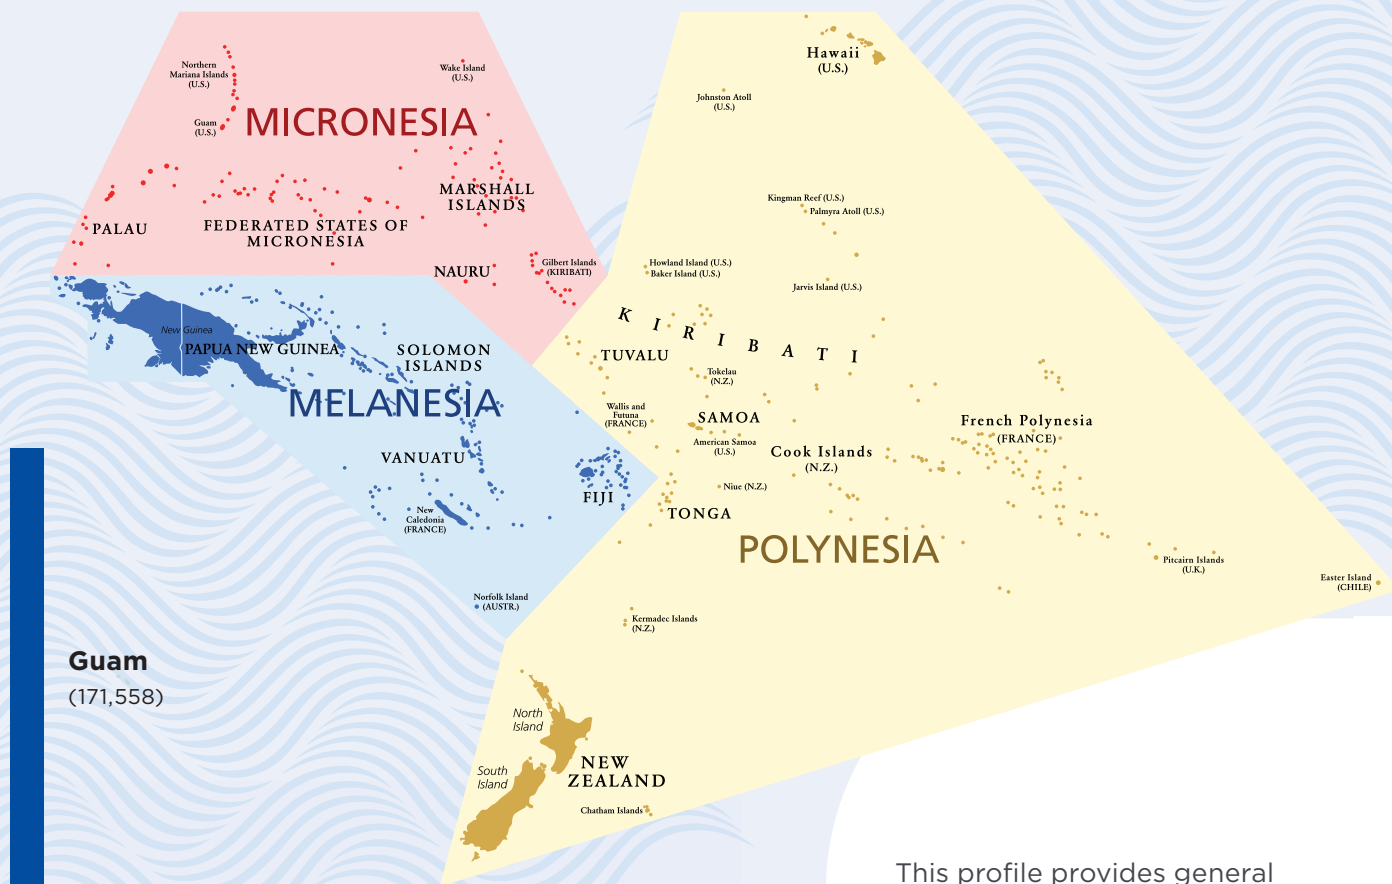 Hawaii
(U.S.)
Northern
Mariana Islands
(U.S.)
Wake Island
(U.S.)
Johnston Atoll
(U.S.)
Guam
(U.S.)
MICRONESIA
MARSHALL
ISLANDS
Kingman Reef (U.S.)
Palmyra Atoll (U.S.)
PALAU
FEDERATED STATES OF
MICRONESIA
NAURU
Gilbert Islands
(KIRIBATI)
Howland Island (U.S.)
Baker Island (U.S.)
Jarvis Island (U.S.)
KIRIBATI
New Guinea
PAPUA NEW GUINEA
SOLOMON
ISLANDS
TUVALU
Tokelau
(N.Z.)
MELANESIA
Wallis and
Futuna
(FRANCE)
SAMOA
American Samoa
(U.S.)
Cook Islands
(N.Z.)
French Polynesia
(FRANCE)
VANUATU
FIJI
Niue (N.Z.)
TONGA
New
Caledonia
(FRANCE)
POLYNESIA
Pitcairn Islands
(U.K.)
Easter Island
(CHILE)
Norfolk Island
(AUSTR.)
Kermadec Islands
(N.Z.)
Guam
(171,558)
North
Island
South
Island
NEW
ZEALAND
Chatham Islands
This profile provides general